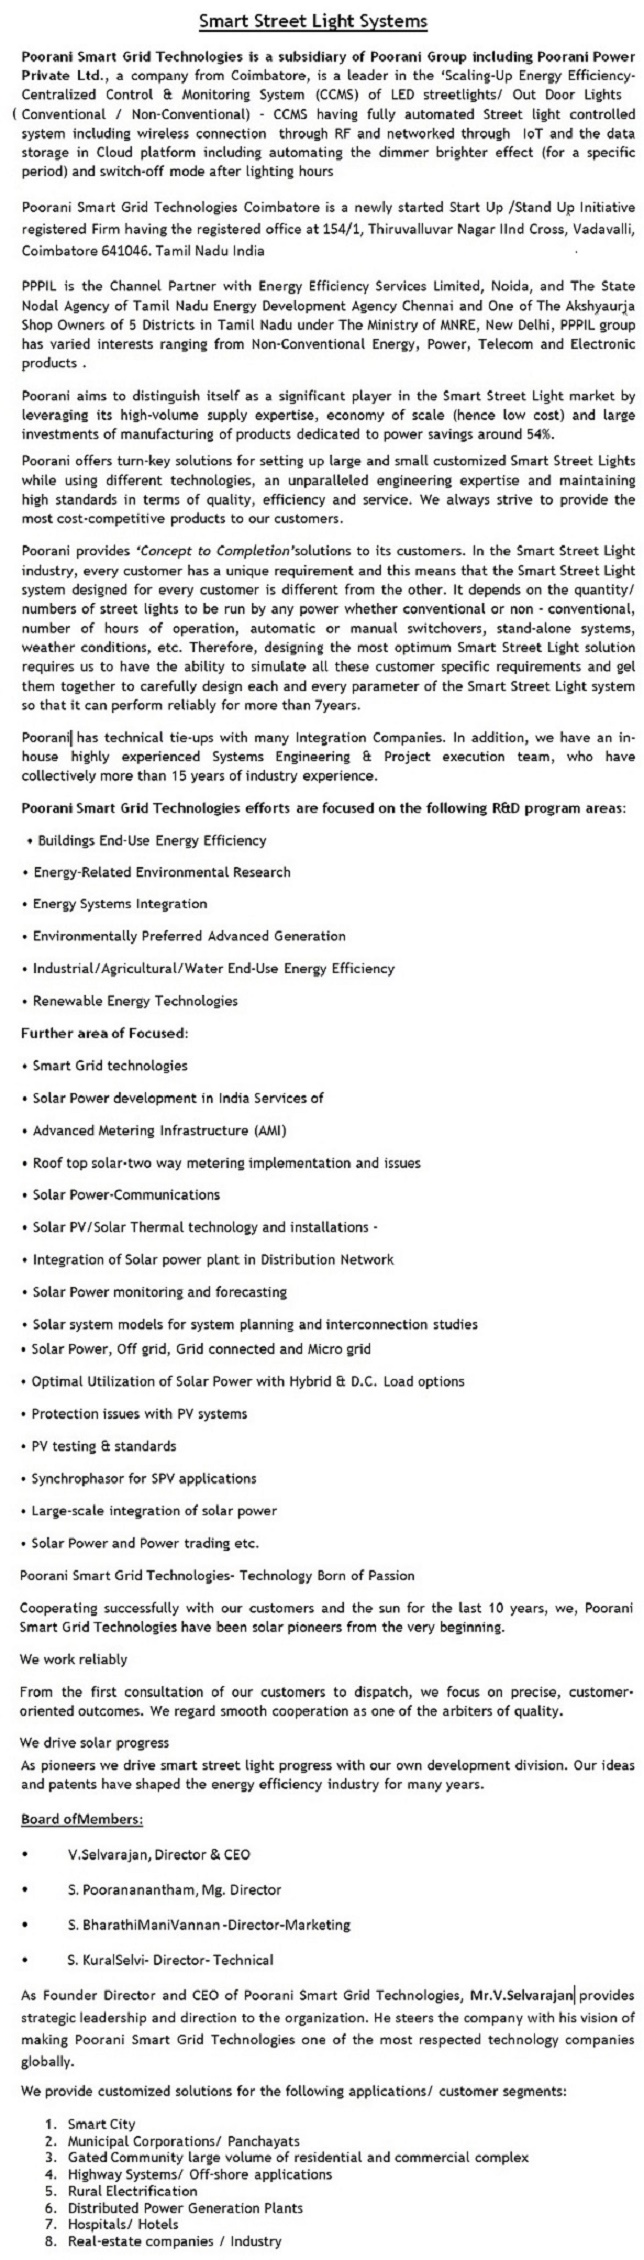 Smart Street Light Systems
Poorani Smart Grid Technologies is a subsidiary of Poorani Group including Poorani Power
Private Ltd., a company from Coimbatore, is a leader in the ‘Scaling-Up Energy Efficiency-
Centralized Control & Monitoring System (CCMS) of LED streetlights/ Out Door Lights
( Conventional / Non-Conventional) - CCMS having fully automated Street light controlled
system including wireless connection through RF and networked through IoT and the data
storage in Cloud platform including automating the dimmer brighter effect (for a specific
period) and switch-off mode after lighting hours
Poorani Smart Grid Technologies Coimbatore is a newly started Start Up /Stand Up Initiative
registered Firm having the registered office at 154/1, Thiruvalluvar Nagar IInd Cross, Vadavalli,
Coimbatore 641046. Tamil Nadu India
PPPIL is the Channel Partner with Energy Efficiency Services Limited, Noida, and The State
Nodal Agency of Tamil Nadu Energy Development Agency Chennai and One of The Akshyaurja
Shop Owners of 5 Districts in Tamil Nadu under The Ministry of MNRE, New Delhi, PPPIL group
has varied interests ranging from Non-Conventional Energy, Power, Telecom and Electronic
products .
Poorani aims to distinguish itself as a significant player in the Smart Street Light market by
leveraging its high-volume supply expertise, economy of scale (hence low cost) and large
investments of manufacturing of products dedicated to power savings around 54%.
Poorani offers turn-key solutions for setting up large and small customized Smart Street Lights
while using different technologies, an unparalleled engineering expertise and maintaining
high standards in terms of quality, efficiency and service. We always strive to provide the
most cost-competitive products to our customers.
Poorani provides ‘Concept to Completion’solutions to its customers. In the Smart Street Light
industry, every customer has a unique requirement and this means that the Smart Street Light
system designed for every customer is different from the other. It depends on the quantity/
numbers of street lights to be run by any power whether conventional or non - conventional,
number of hours of operation, automatic or manual switchovers, stand-alone systems,
weather conditions, etc. Therefore, designing the most optimum Smart Street Light solution
requires us to have the ability to simulate all these customer specific requirements and gel
them together to carefully design each and every parameter of the Smart Street Light system
so that it can perform reliably for more than 7years.
Poorani has technical tie-ups with many Integration Companies. In addition, we have an in-
house highly experienced Systems Engineering & Project execution team, who have
collectively more than 15 years of industry experience.
Poorani Smart Grid Technologies efforts are focused on the following R&D program areas:
• Buildings End-Use Energy Efficiency
• Energy-Related Environmental Research
• Energy Systems Integration
• Environmentally Preferred Advanced Generation
• Industrial/Agricultural/Water End-Use Energy Efficiency
• Renewable Energy Technologies
Further area of Focused:
• Smart Grid technologies
• Solar Power development in India Services of
• Advanced Metering Infrastructure (AMI)
• Roof top solar-two way metering implementation and issues
• Solar Power-Communications
• Solar PV/Solar Thermal technology and installations -
• Integration of Solar power plant in Distribution Network
• Solar Power monitoring and forecasting
• Solar system models for system planning and interconnection studies
• Solar Power, Off grid, Grid connected and Micro grid
• Optimal Utilization of Solar Power with Hybrid & D.C. Load options
• Protection issues with PV systems
• PV testing & standards
• Synchrophasor for SPV applications
• Large-scale integration of solar power
• Solar Power and Power trading etc.
Poorani Smart Grid Technologies- Technology Born of Passion
Cooperating successfully with our customers and the sun for the last 10 years, we, Poorani
Smart Grid Technologies have been solar pioneers from the very beginning.
We work reliably
From the first consultation of our customers to dispatch, we focus on precise, customer-
oriented outcomes. We regard smooth cooperation as one of the arbiters of quality.
We drive solar progress
As pioneers we drive smart street light progress with our own development division. Our ideas
and patents have shaped the energy efficiency industry for many years.
Board ofMembers:
• V.Selvarajan, Director & CEO
• S. Poorananantham, Mg. Director
• S. BharathiManiVannan -Director-Marketing
• S. KuralSelvi- Director- Technical
As Founder Director and CEO of Poorani Smart Grid Technologies, Mr.V.Selvarajan provides
strategic leadership and direction to the organization. He steers the company with his vision of
making Poorani Smart Grid Technologies one of the most respected technology companies
globally.
We provide customized solutions for the following applications/ customer segments:
1. Smart City
2. Municipal Corporations/ Panchayats
3. Gated Community large volume of residential and commercial complex
4. Highway Systems/ Off-shore applications
5. Rural Electrification
6. Distributed Power Generation Plants
7. Hospitals/ Hotels
8. Real-estate companies / Industry